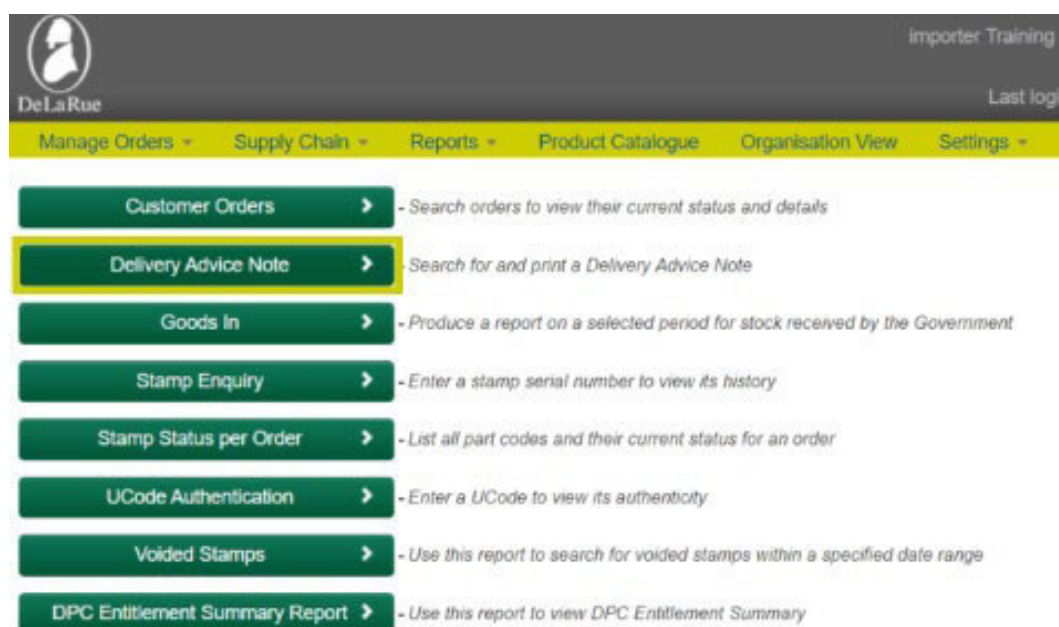 importer Training
DeLaRue
Last logi
Manage Orders Supply Chain Reports Product Catalogue Organisation View Settings
Customer Orders - Search orders to view their current status and details
Delivery Advice Note - Search for and print a Delivery Advice Note
Goods In - Produce a report on a selected period for stock received by the Government
Stamp Enquiry - Enter a stamp serial number to view its history
Stamp Status per Order - List all part codes and their current status for an order
UCode Authentication - Enter a UCode to view its authenticity
Voided Stamps - Use this report to search for voided stamps within a specified date range
DPC Entitlement Summary Report - Use this report to view DPC Entitlement Summary